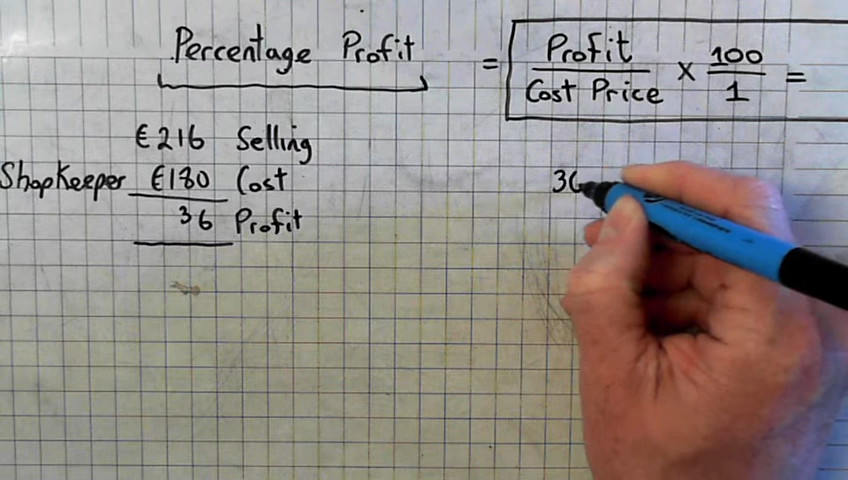 Percentage Profit = Profit / Cost Price x 100 / 1 =
€216 Selling
Shopkeeper €180 Cost
36 Profit
36